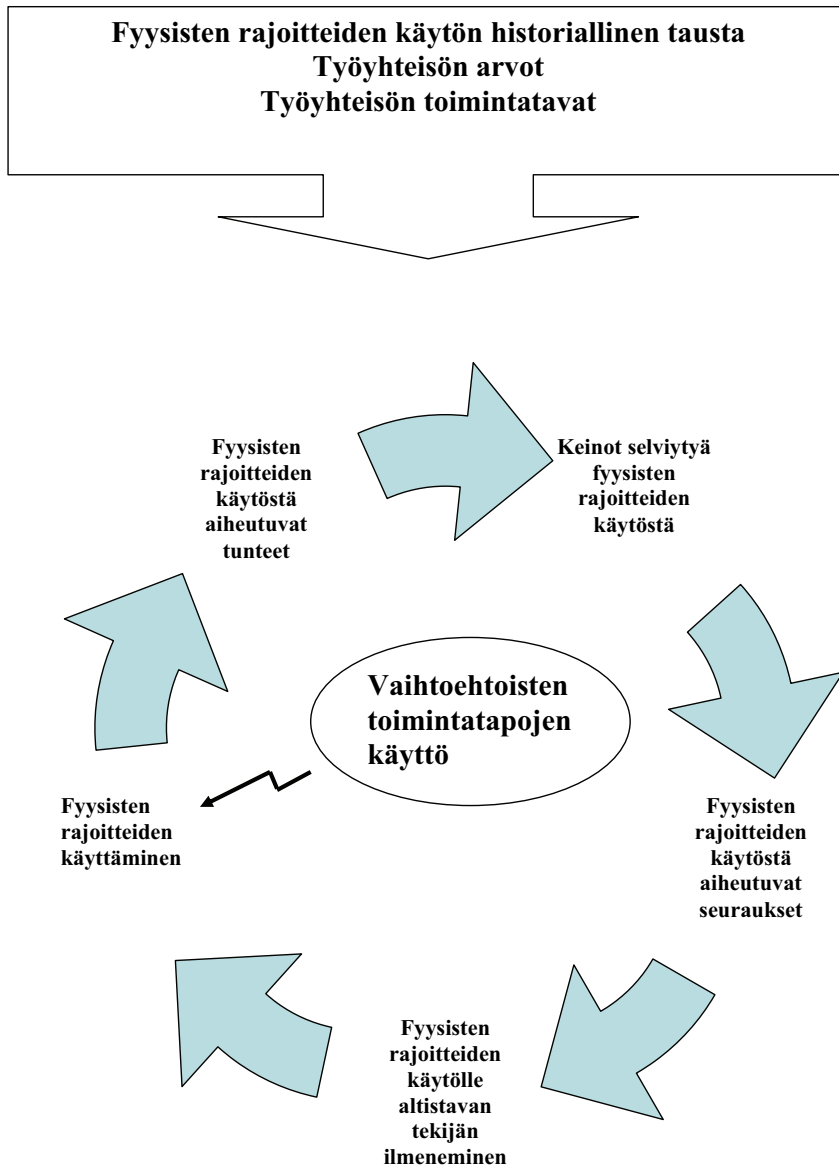 Fyysisten rajoitteiden käytön historiallinen tausta
Työyhteisön arvot
Työyhteisön toimintatavat
Fyysisten
rajoitteiden
käytöstä
aiheutuvat
tunteet
Keinot selviytyä
fyysisten
rajoitteiden
käytöstä
Vaihtoehtoisten
toimintatapojen
käyttö
Fyysisten
rajoitteiden
käyttäminen
Fyysisten
rajoitteiden
käytöstä
aiheutuvat
seuraukset
Fyysisten
rajoitteiden
käytölle
altistavan
tekijän
ilmeneminen